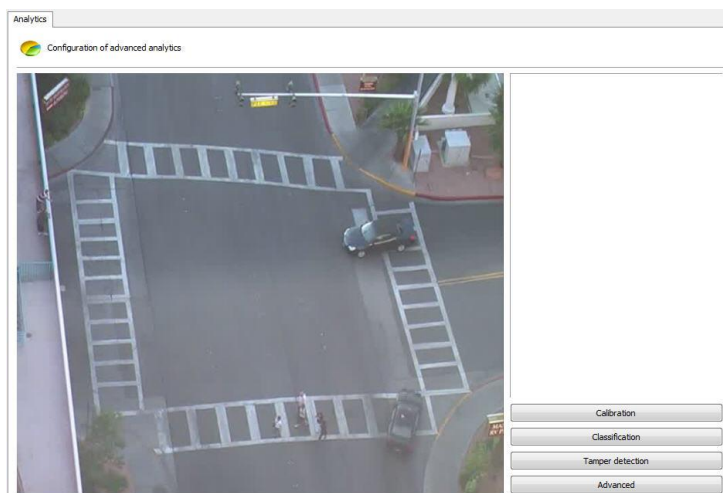 Analytics
Configuration of advanced analytics
Calibration
Classification
Tamper detection
Advanced